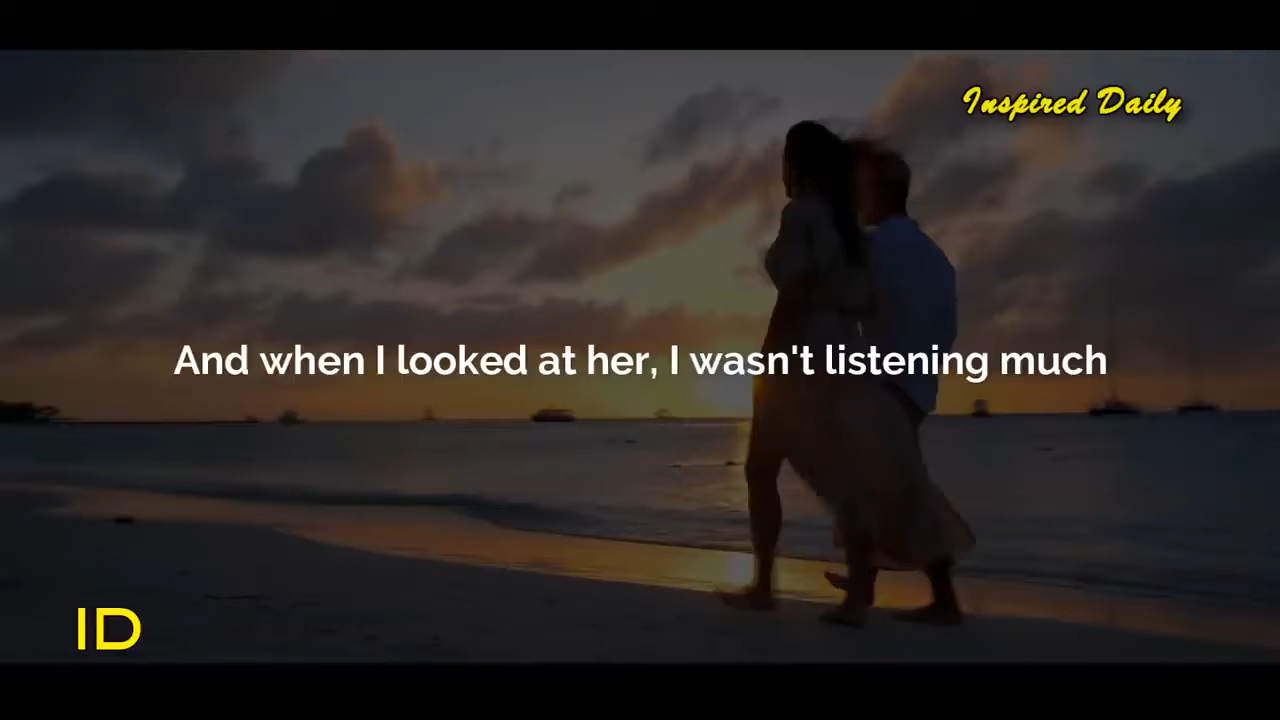 Inspired Daily
And when I looked at her, I wasn't listening much
ID